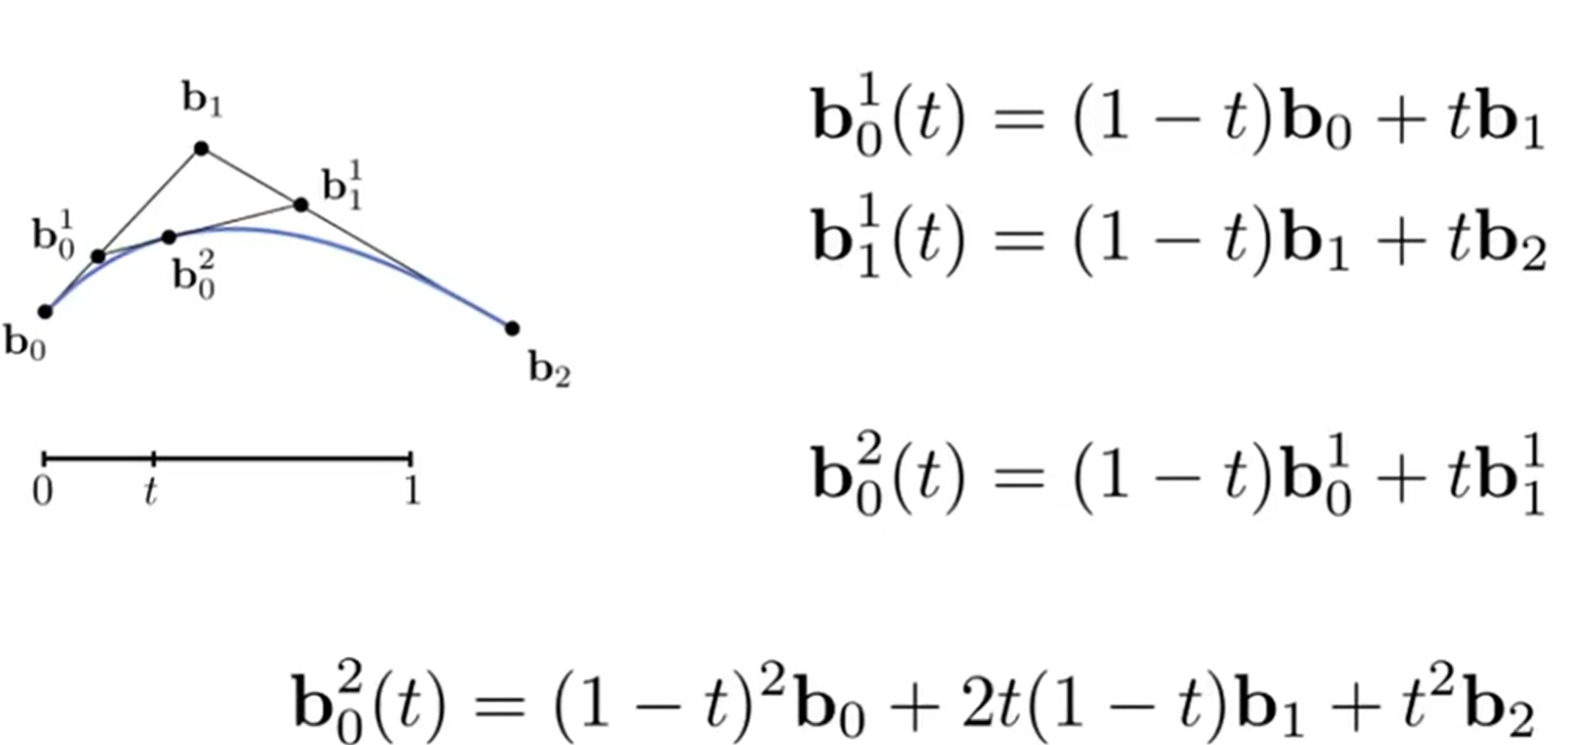 b₁
b₁¹
b₀¹
b₀²
b₀
b₂
0 t 1
b₀¹(t) = (1 − t)b₀ + tb₁
b₁¹(t) = (1 − t)b₁ + tb₂
b₀²(t) = (1 − t)b₀¹ + tb₁¹
b₀²(t) = (1 − t)²b₀ + 2t(1 − t)b₁ + t²b₂